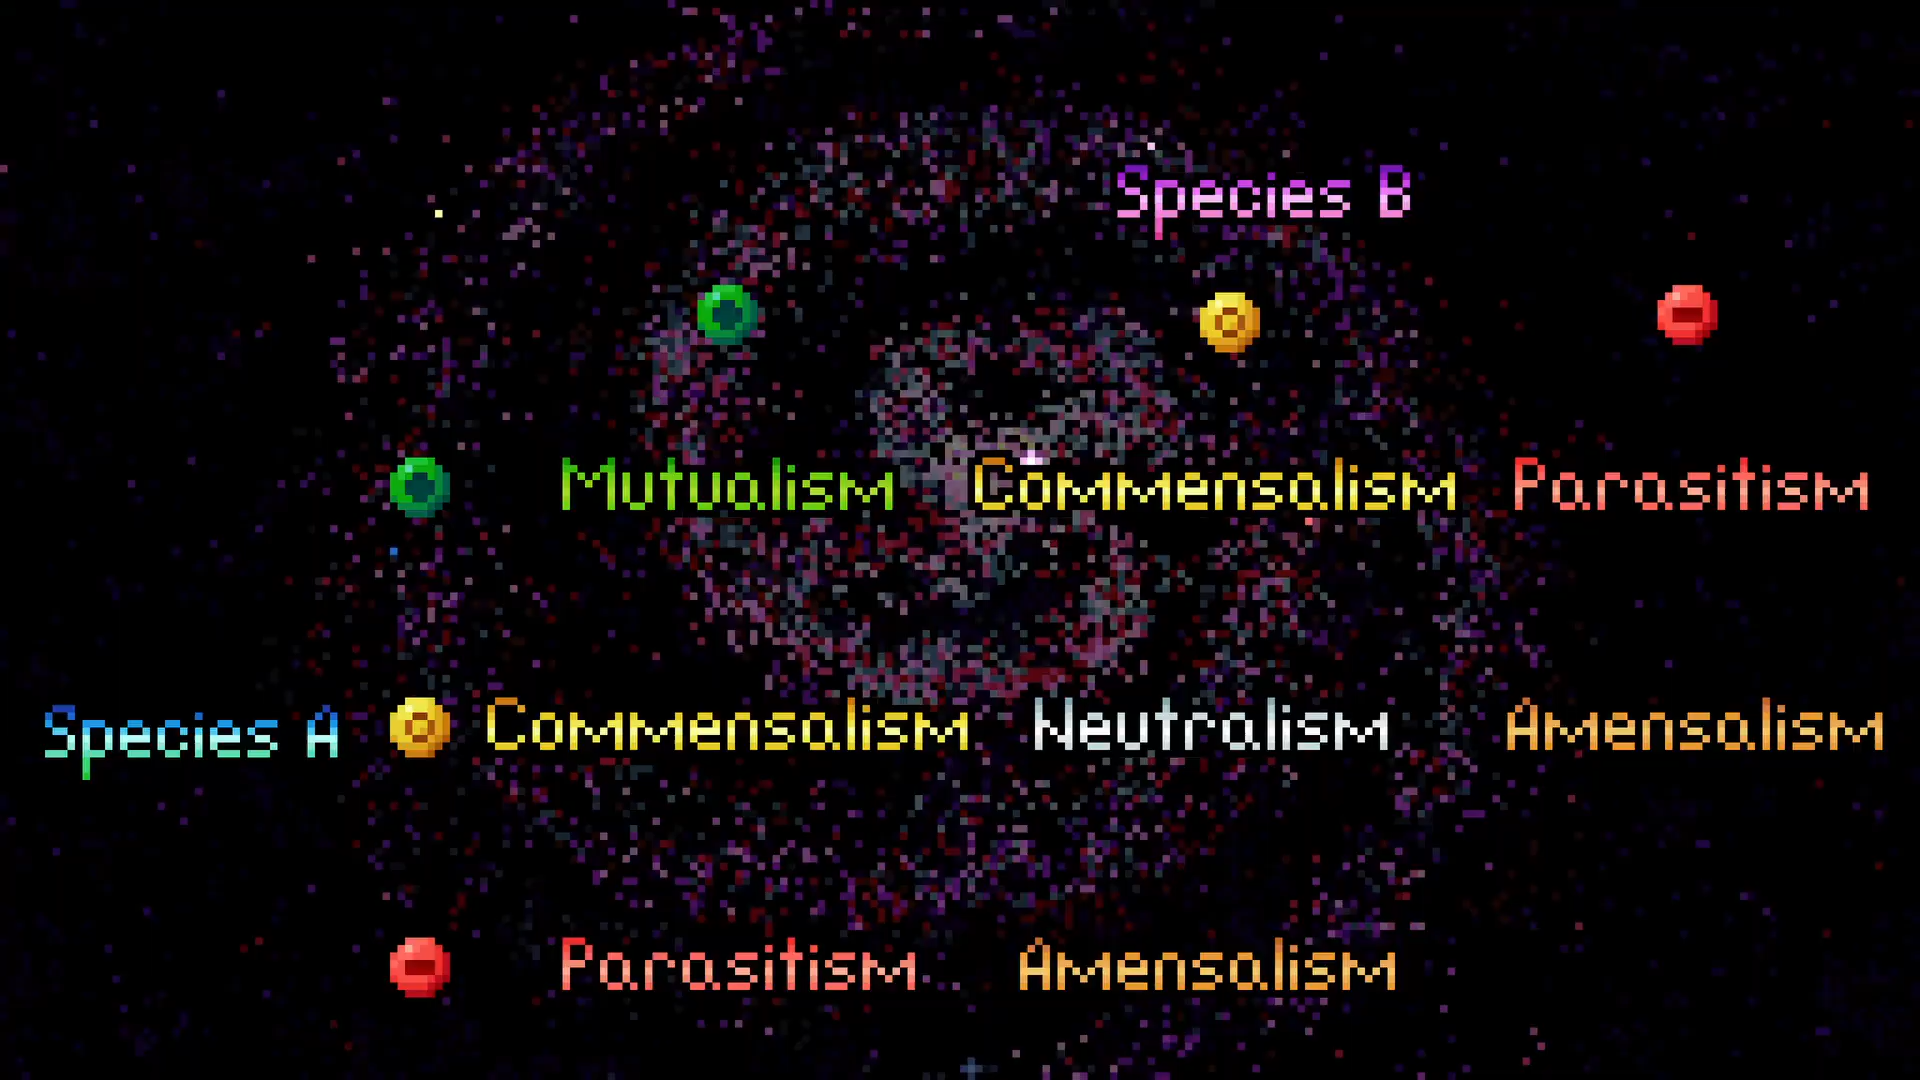 Species B
Mutualism Commensalism Parasitism
Species A Commensalism Neutralism Amensalism
Parasitism Amensalism